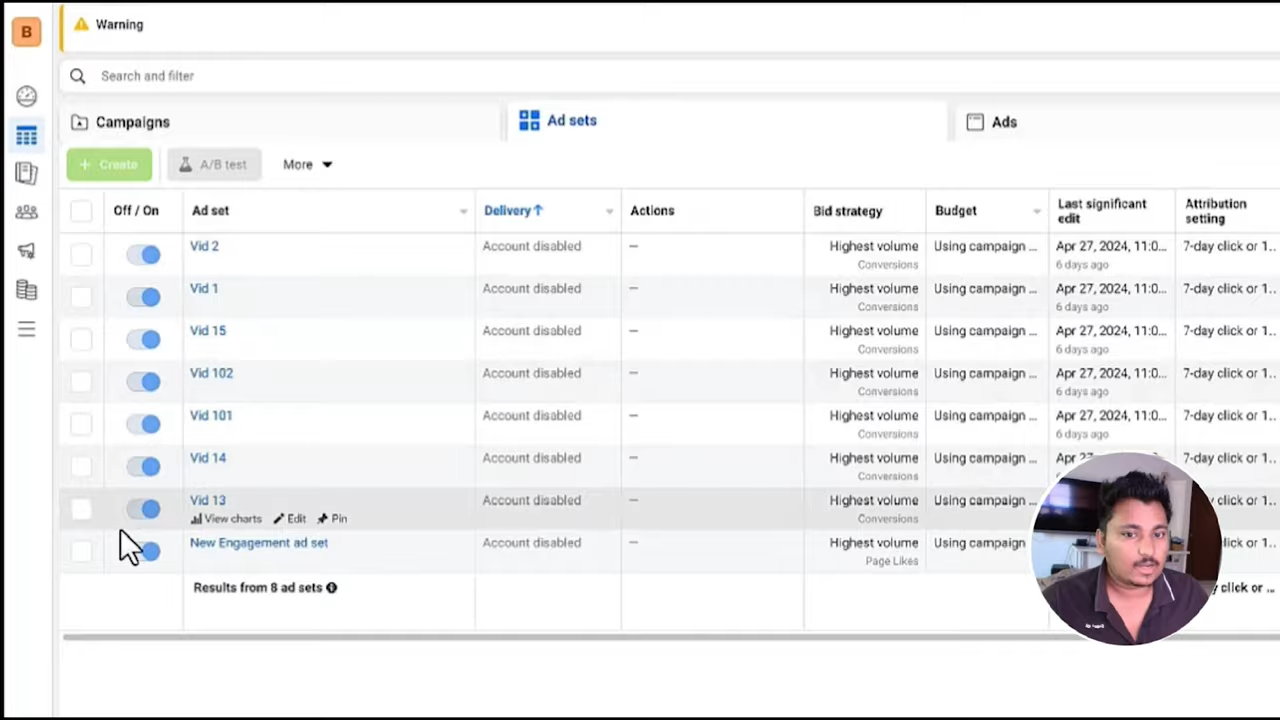 B
Warning
Search and filter
Campaigns
Ad sets
Ads
+ Create
A/B test
More
Off / On
Ad set
Delivery↑
Actions
Bid strategy
Budget
Last significant
edit
Attribution
setting
Vid 2
Account disabled
—
Highest volume
Conversions
Using campaign ...
Apr 27, 2024, 11:0...
6 days ago
7-day click or 1...
Vid 1
Account disabled
—
Highest volume
Conversions
Using campaign ...
Apr 27, 2024, 11:0...
6 days ago
7-day click or 1...
Vid 15
Account disabled
—
Highest volume
Conversions
Using campaign ...
Apr 27, 2024, 11:0...
6 days ago
7-day click or 1...
Vid 102
Account disabled
—
Highest volume
Conversions
Using campaign ...
Apr 27, 2024, 11:0...
6 days ago
7-day click or 1...
Vid 101
Account disabled
—
Highest volume
Conversions
Using campaign ...
Apr 27, 2024, 11:0...
6 days ago
7-day click or 1...
Vid 14
Account disabled
—
Highest volume
Conversions
Using campaign ...
Apr 27
7-day click or 1...
Vid 13
View charts
Edit
Pin
Account disabled
—
Highest volume
Conversions
Using campaign
click or 1...
New Engagement ad set
Account disabled
—
Highest volume
Page Likes
Using campaign
click or 1...
Results from 8 ad sets
click or ...